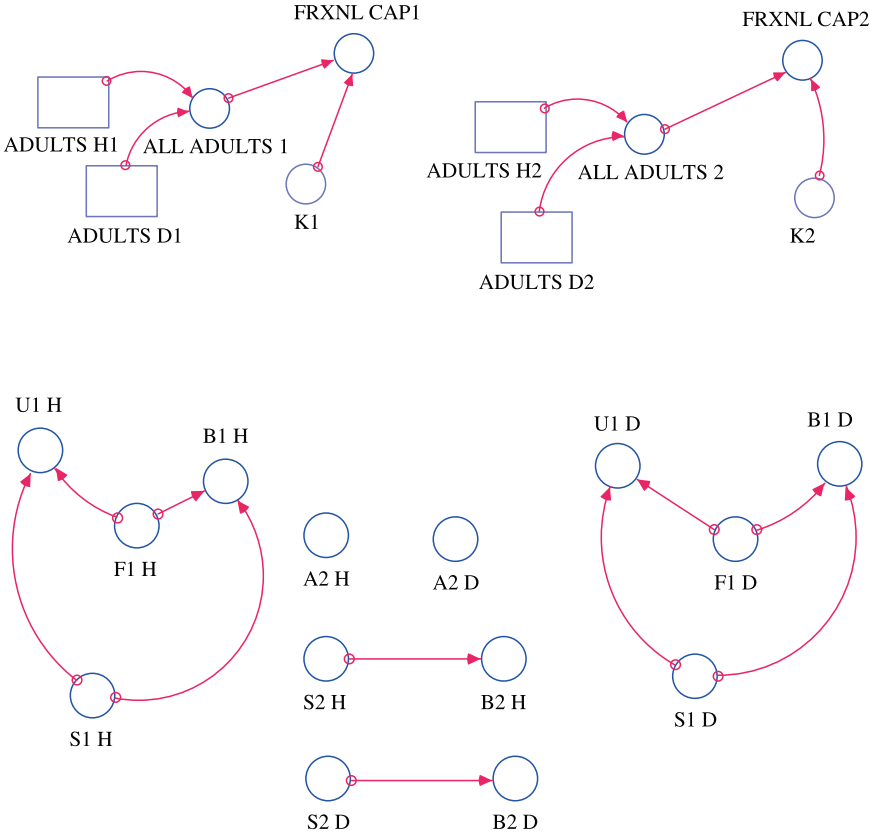 FRXNL CAP1
FRXNL CAP2
ADULTS H1
ALL ADULTS 1
ADULTS H2
ALL ADULTS 2
ADULTS D1
K1
K2
ADULTS D2
U1 H
B1 H
U1 D
B1 D
F1 H
A2 H
A2 D
F1 D
S2 H
B2 H
S1 D
S1 H
S2 D
B2 D